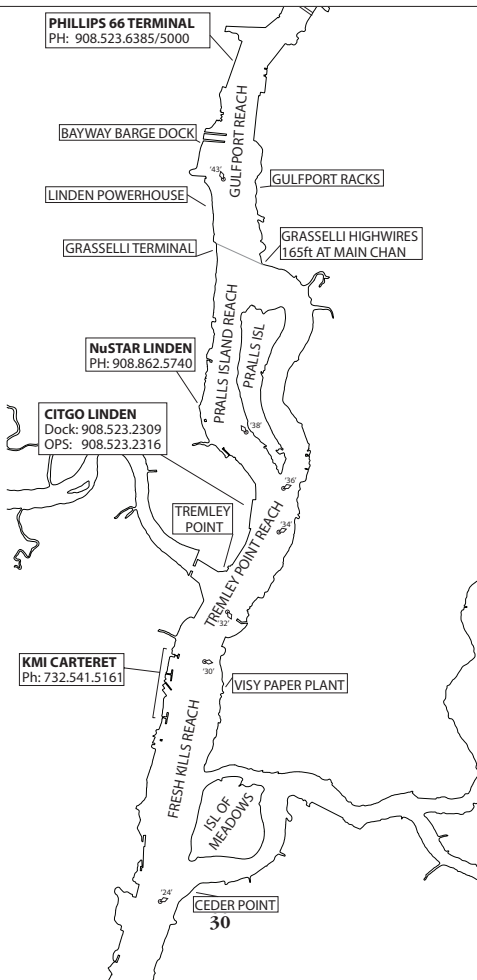 PHILLIPS 66 TERMINAL
PH: 908.523.6385/5000
BAYWAY BARGE DOCK
GULFPORT REACH
'43'
GULFPORT RACKS
LINDEN POWERHOUSE
GRASSELLI TERMINAL
GRASSELLI HIGHWIRES
165ft AT MAIN CHAN
PRALLS ISLAND REACH
PRALLS ISL
NuSTAR LINDEN
PH: 908.862.5740
CITGO LINDEN
Dock: 908.523.2309
OPS: 908.523.2316
'38'
'36'
TREMLEY
POINT
'34'
TREMLEY POINT REACH
'32'
KMI CARTERET
Ph: 732.541.5161
'30'
VISY PAPER PLANT
FRESH KILLS REACH
ISL OF
MEADOWS
'24'
CEDER POINT
30